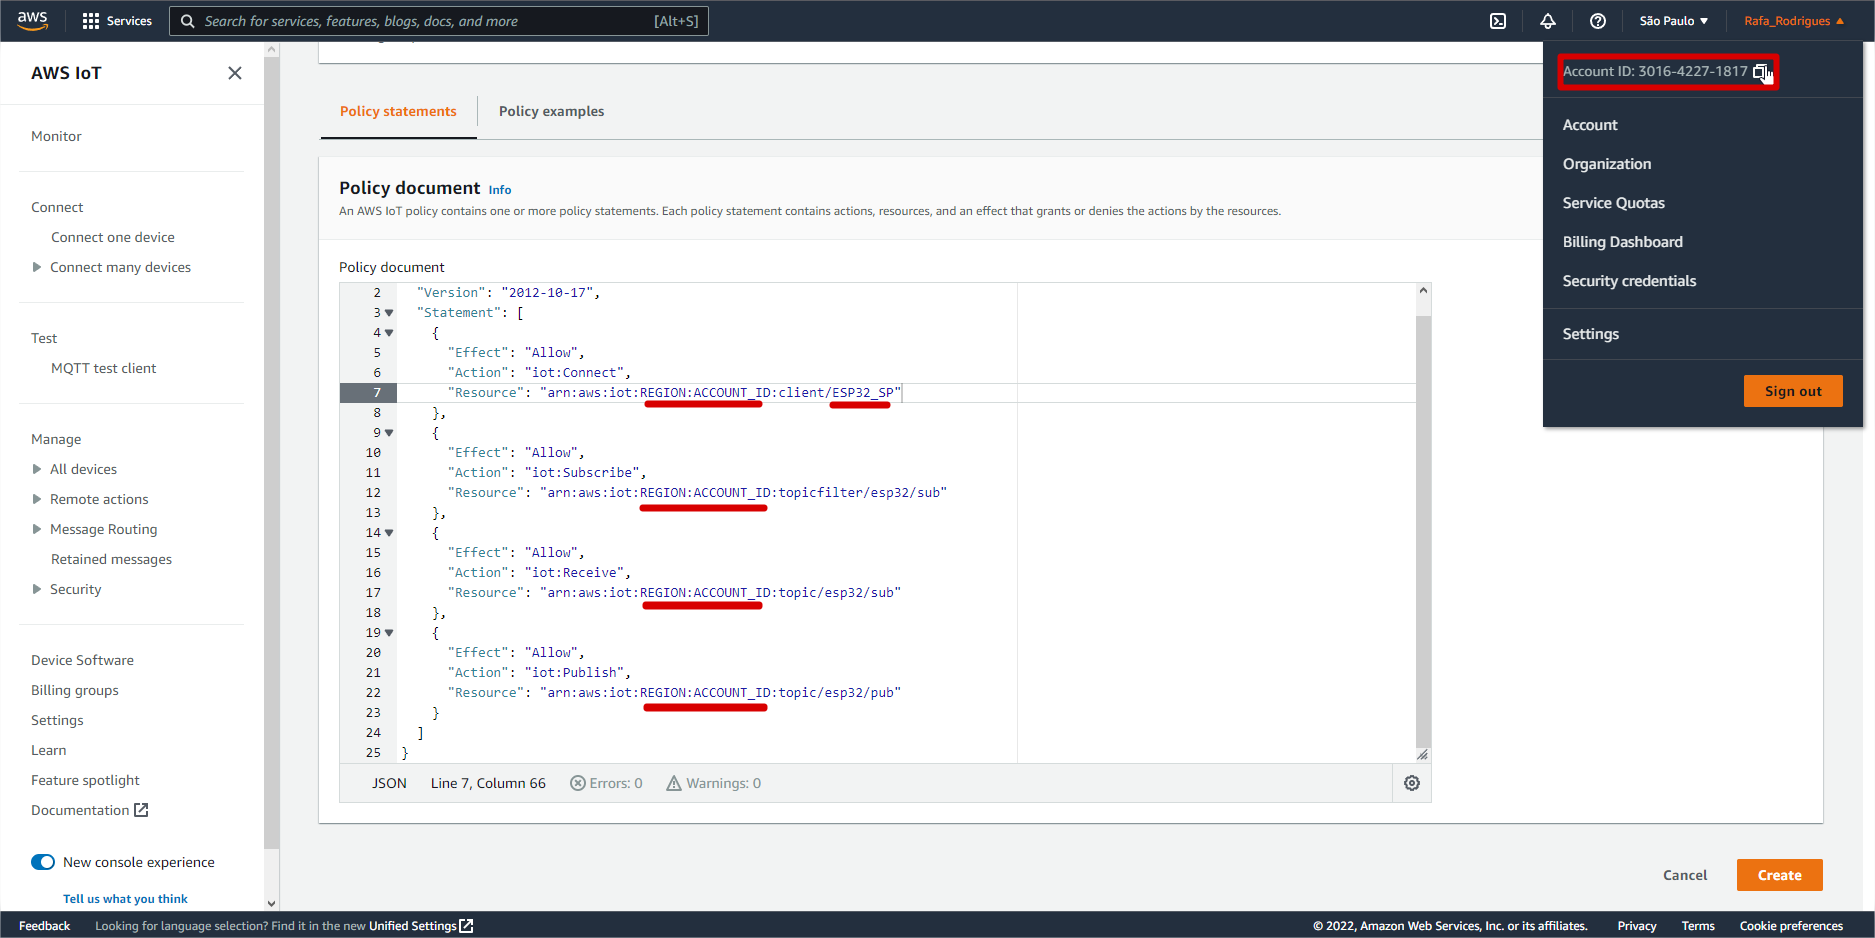 aws Services Search for services, features, blogs, docs, and more [Alt+S] São Paulo Rafa_Rodrigues
Account ID: 3016-4227-1817
Account
Organization
Service Quotas
Billing Dashboard
Security credentials
Settings
Sign out
AWS IoT
Monitor
Connect
Connect one device
Connect many devices
Test
MQTT test client
Manage
All devices
Remote actions
Message Routing
Retained messages
Security
Device Software
Billing groups
Settings
Learn
Feature spotlight
Documentation
New console experience
Tell us what you think
Policy statements Policy examples
Policy document Info
An AWS IoT policy contains one or more policy statements. Each policy statement contains actions, resources, and an effect that grants or denies the actions by the resources.
Policy document
2 "Version": "2012-10-17",
3 "Statement": [
4 {
5 "Effect": "Allow",
6 "Action": "iot:Connect",
7 "Resource": "arn:aws:iot:REGION:ACCOUNT_ID:client/ESP32_SP"
8 },
9 {
10 "Effect": "Allow",
11 "Action": "iot:Subscribe",
12 "Resource": "arn:aws:iot:REGION:ACCOUNT_ID:topicfilter/esp32/sub"
13 },
14 {
15 "Effect": "Allow",
16 "Action": "iot:Receive",
17 "Resource": "arn:aws:iot:REGION:ACCOUNT_ID:topic/esp32/sub"
18 },
19 {
20 "Effect": "Allow",
21 "Action": "iot:Publish",
22 "Resource": "arn:aws:iot:REGION:ACCOUNT_ID:topic/esp32/pub"
23 }
24 ]
25 }
JSON Line 7, Column 66 Errors: 0 Warnings: 0
Cancel Create
Feedback Looking for language selection? Find it in the new Unified Settings © 2022, Amazon Web Services, Inc. or its affiliates. Privacy Terms Cookie preferences